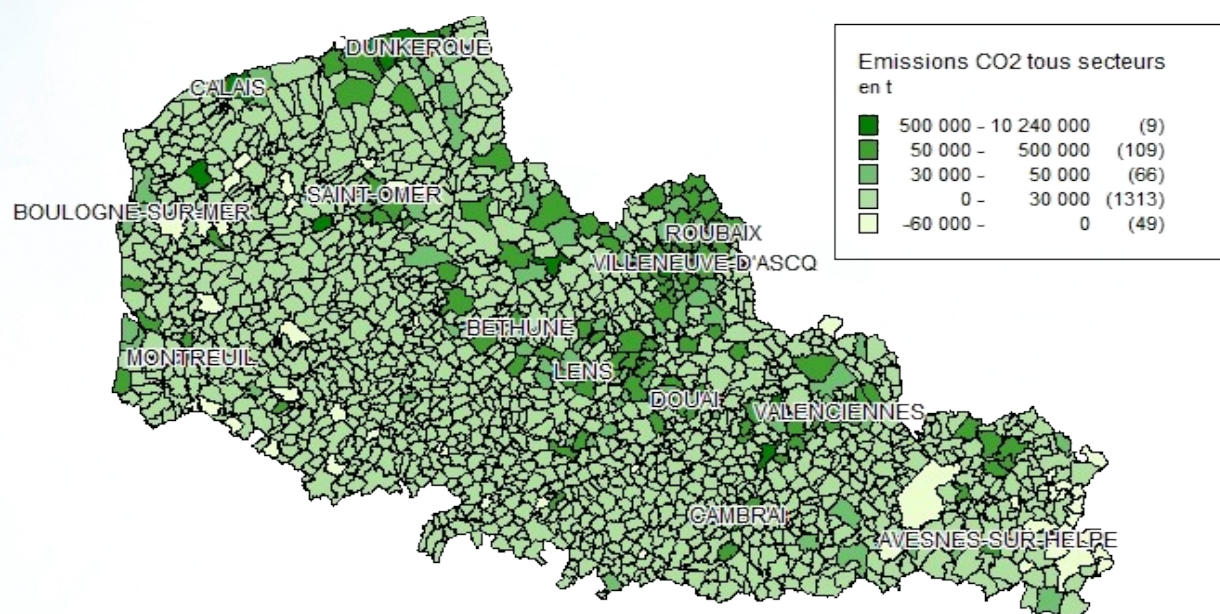 DUNKERQUE
CALAIS
SAINT-OMER
BOULOGNE-SUR-MER
ROUBAIX
VILLENEUVE-D'ASCQ
BETHUNE
MONTREUIL
LENS
DOUAI
VALENCIENNES
CAMBRAI
AVESNES-SUR-HELPE
Emissions CO2 tous secteurs
en t
500 000 - 10 240 000 (9)
50 000 - 500 000 (109)
30 000 - 50 000 (66)
0 - 30 000 (1313)
-60 000 - 0 (49)